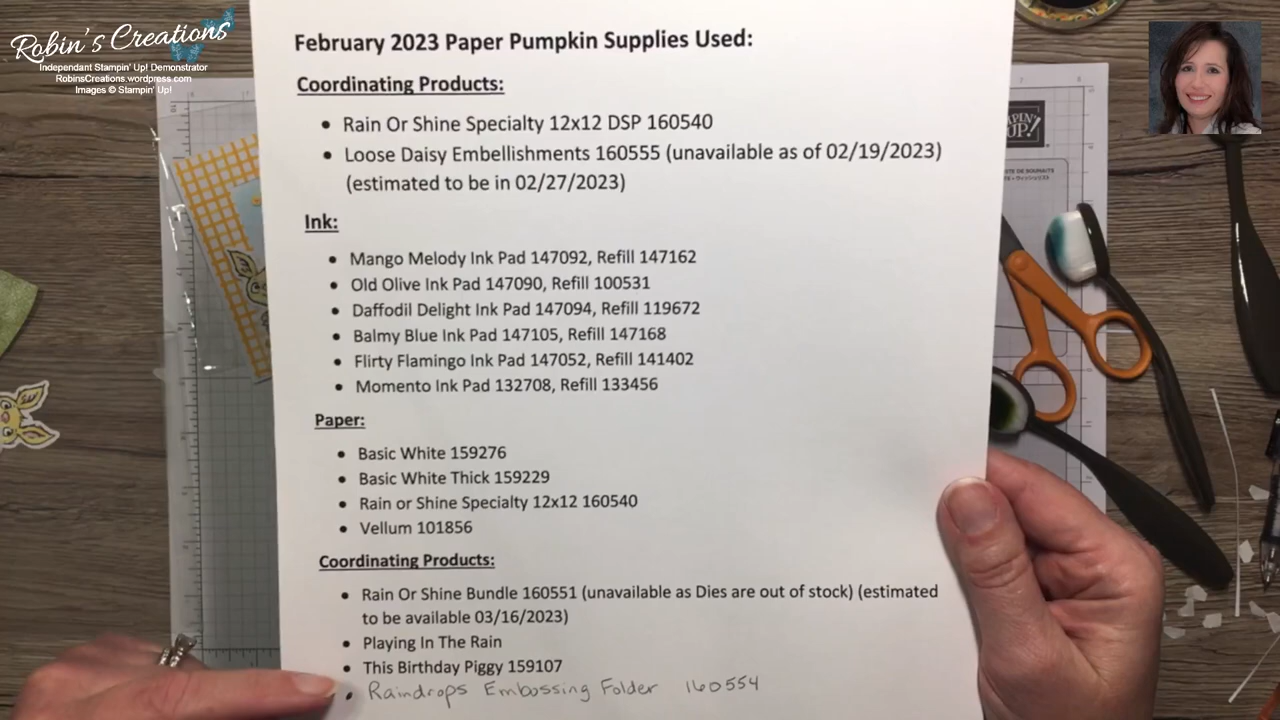 Robin's Creations
Independant Stampin' Up! Demonstrator
RobinsCreations.wordpress.com
Images © Stampin' Up!
February 2023 Paper Pumpkin Supplies Used:
Coordinating Products:
• Rain Or Shine Specialty 12x12 DSP 160540
• Loose Daisy Embellishments 160555 (unavailable as of 02/19/2023)
(estimated to be in 02/27/2023)
Ink:
• Mango Melody Ink Pad 147092, Refill 147162
• Old Olive Ink Pad 147090, Refill 100531
• Daffodil Delight Ink Pad 147094, Refill 119672
• Balmy Blue Ink Pad 147105, Refill 147168
• Flirty Flamingo Ink Pad 147052, Refill 141402
• Momento Ink Pad 132708, Refill 133456
Paper:
• Basic White 159276
• Basic White Thick 159229
• Rain or Shine Specialty 12x12 160540
• Vellum 101856
Coordinating Products:
• Rain Or Shine Bundle 160551 (unavailable as Dies are out of stock) (estimated
to be available 03/16/2023)
• Playing In The Rain
• This Birthday Piggy 159107
• Raindrops Embossing Folder 160554
UP!